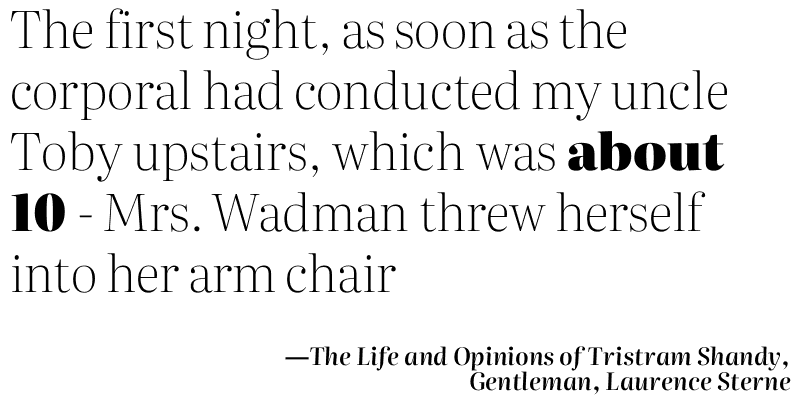 The first night, as soon as the
corporal had conducted my uncle
Toby upstairs, which was about
10 - Mrs. Wadman threw herself
into her arm chair
—The Life and Opinions of Tristram Shandy,
Gentleman, Laurence Sterne